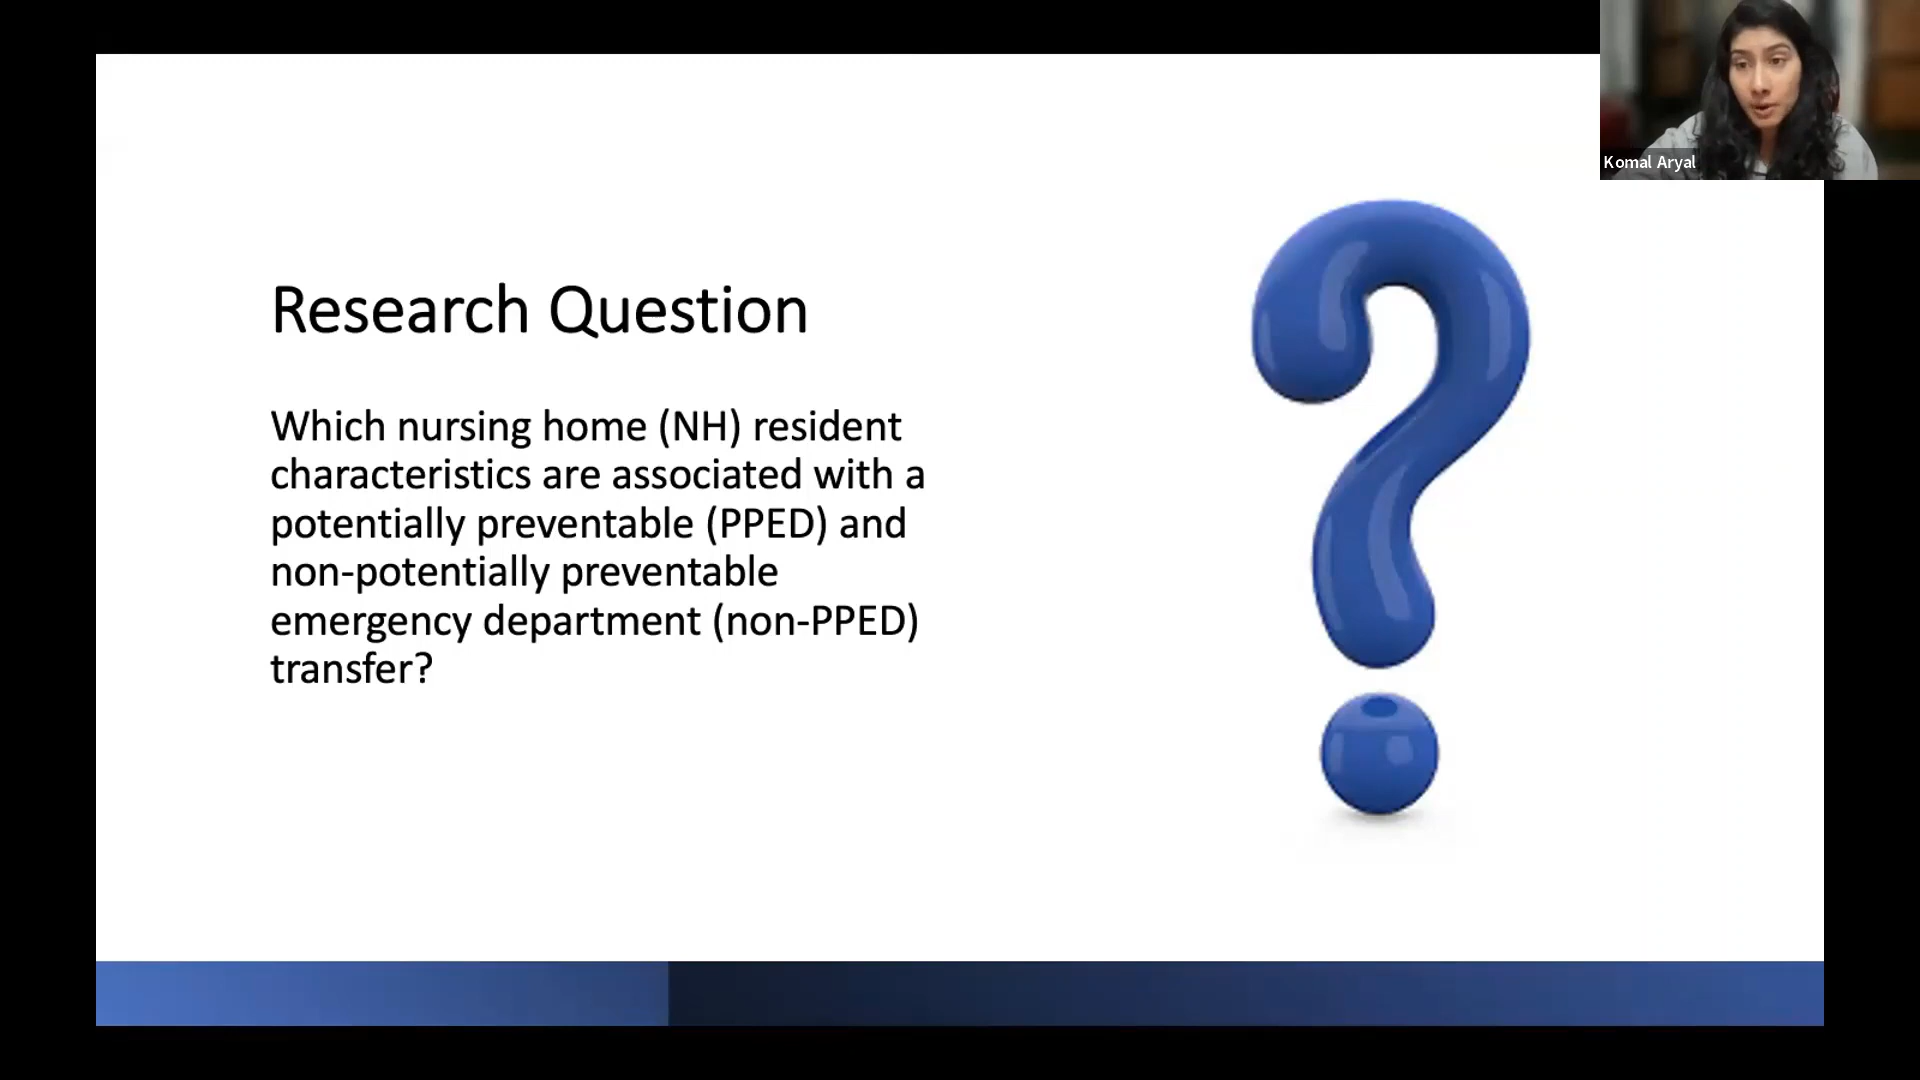 Komal Aryal
Research Question
Which nursing home (NH) resident
characteristics are associated with a
potentially preventable (PPED) and
non-potentially preventable
emergency department (non-PPED)
transfer?